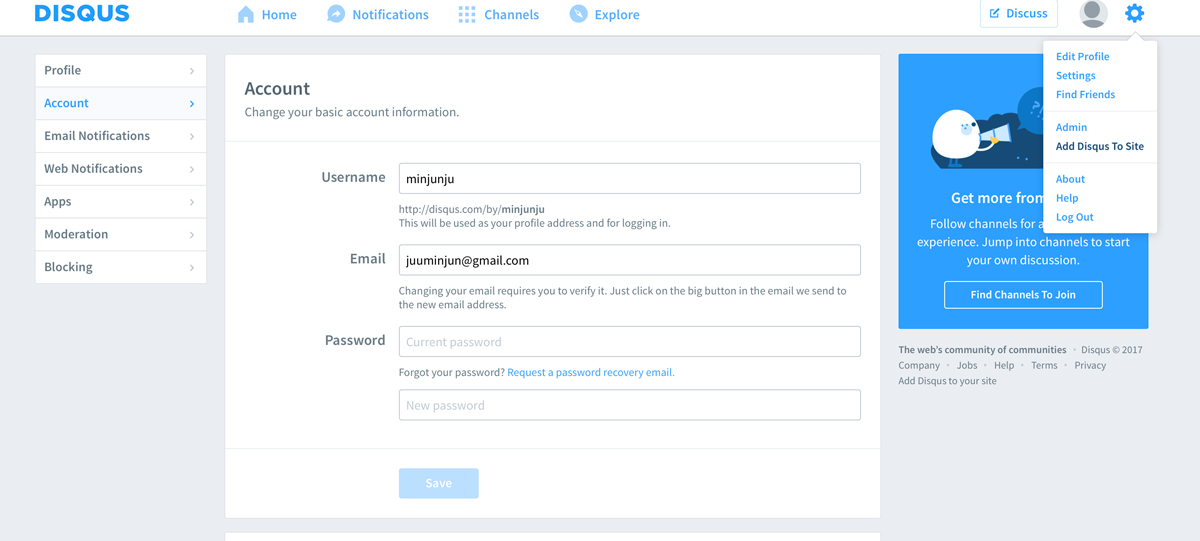 DISQUS
Home
Notifications
Channels
Explore
Discuss
Edit Profile
Settings
Find Friends
Admin
Add Disqus To Site
About
Help
Log Out
Profile
Account
Email Notifications
Web Notifications
Apps
Moderation
Blocking
Account
Change your basic account information.
Username
minjunju
http://disqus.com/by/minjunju
This will be used as your profile address and for logging in.
Email
juuminjun@gmail.com
Changing your email requires you to verify it. Just click on the big button in the email we send to
the new email address.
Password
Current password
Forgot your password? Request a password recovery email.
New password
Save
Get more from
Follow channels for a
experience. Jump into channels to start
your own discussion.
Find Channels To Join
The web's community of communities • Disqus © 2017
Company • Jobs • Help • Terms • Privacy
Add Disqus to your site